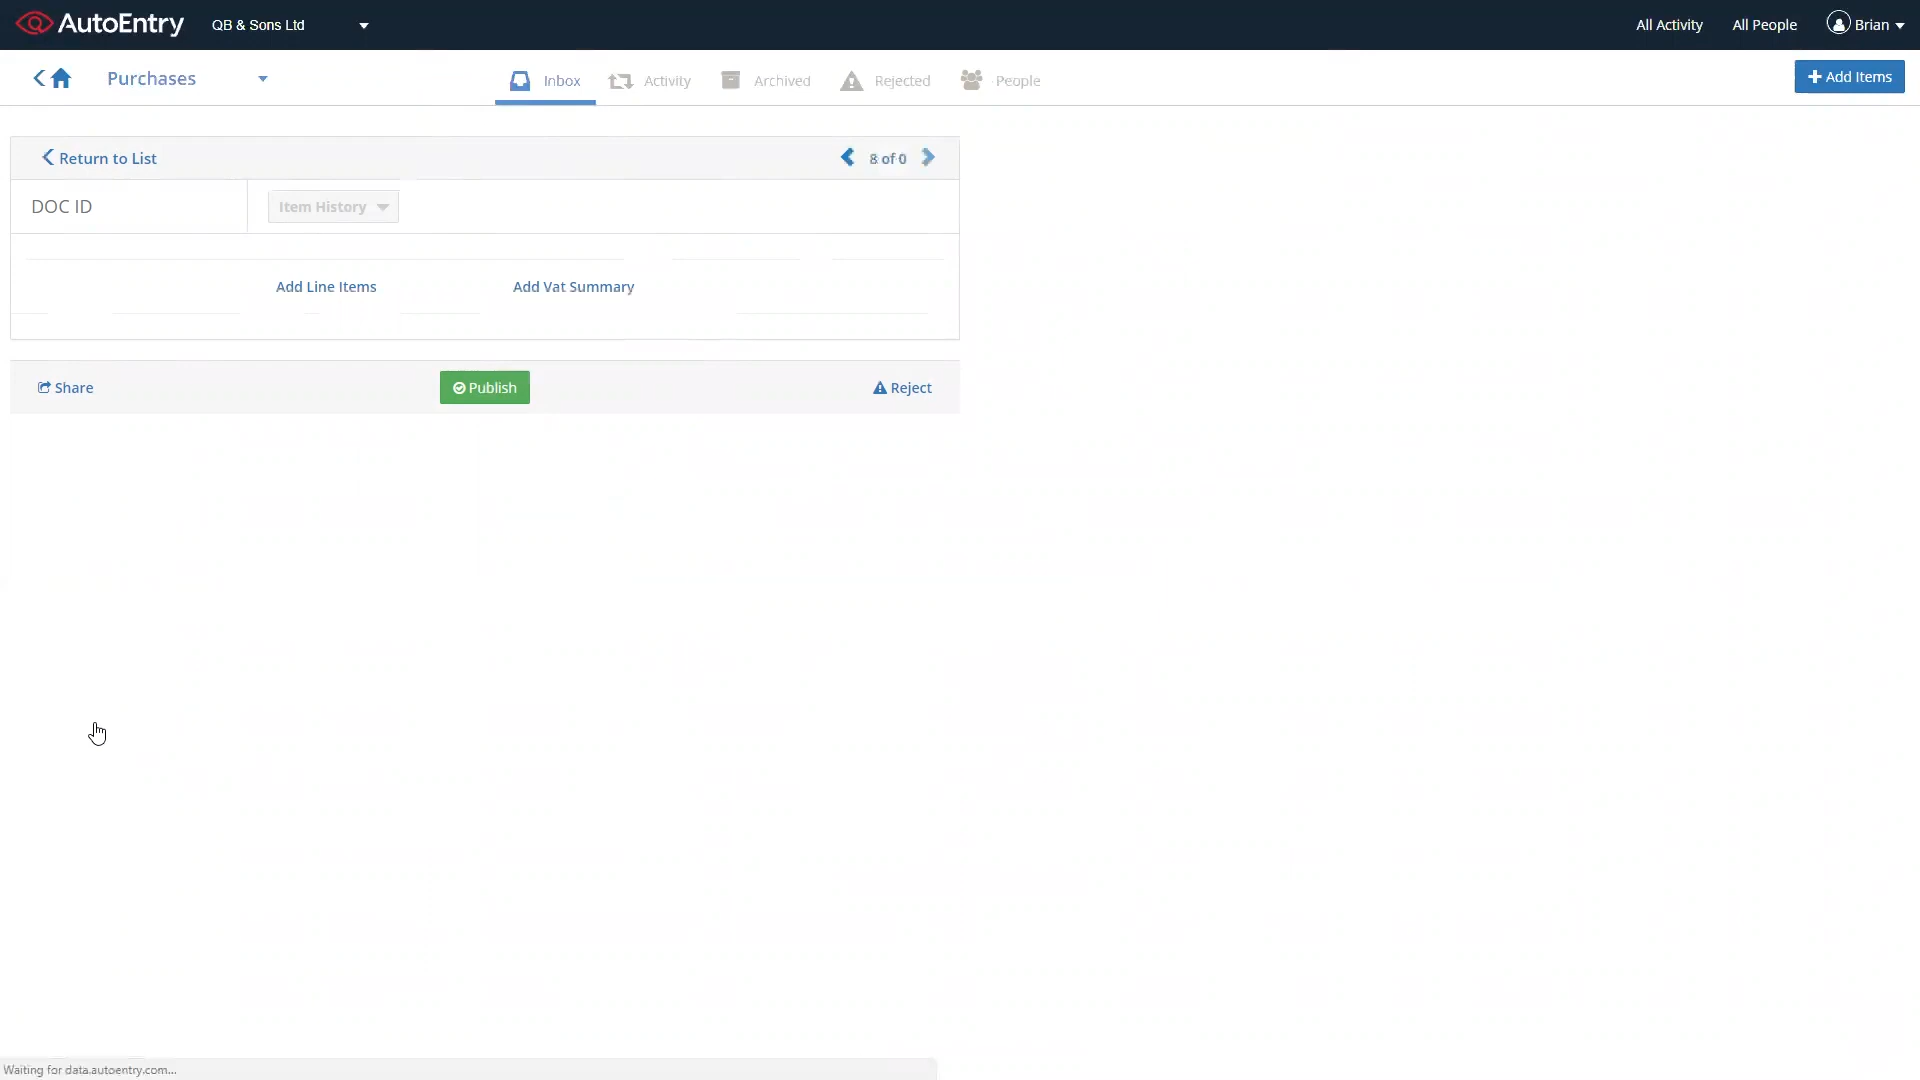 AutoEntry
QB & Sons Ltd
All Activity
All People
Brian
Purchases
Inbox
Activity
Archived
Rejected
People
Add Items
Return to List
8 of 0
DOC ID
Item History
Add Line Items
Add Vat Summary
Share
Publish
Reject
Waiting for data.autoentry.com...